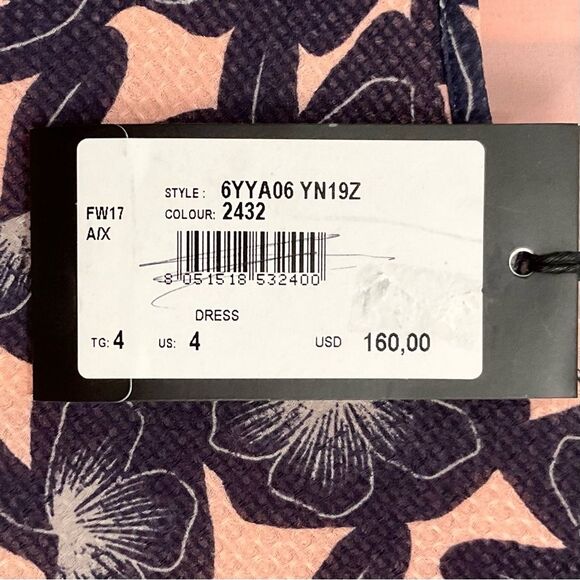 STYLE: 6YYA06 YN19Z
FW17 COLOUR: 2432
A/X
8 051518 532400
DRESS
TG: 4 US: 4 USD 160,00